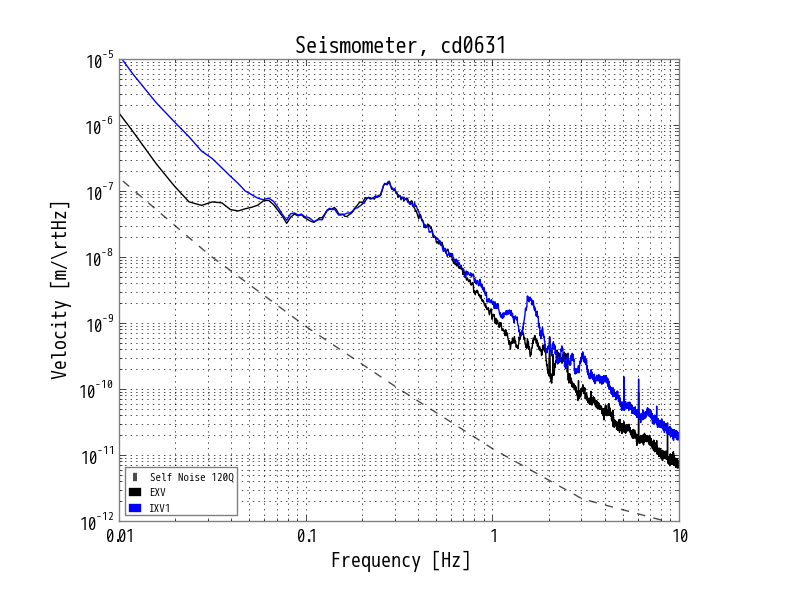 Seismometer, cd0631
10^-5
10^-6
10^-7
10^-8
10^-9
10^-10
10^-11
10^-12
Velocity [m/\rtHz]
Self Noise 120Q
EXV
IXV1
0.01
0.1
1
10
Frequency [Hz]